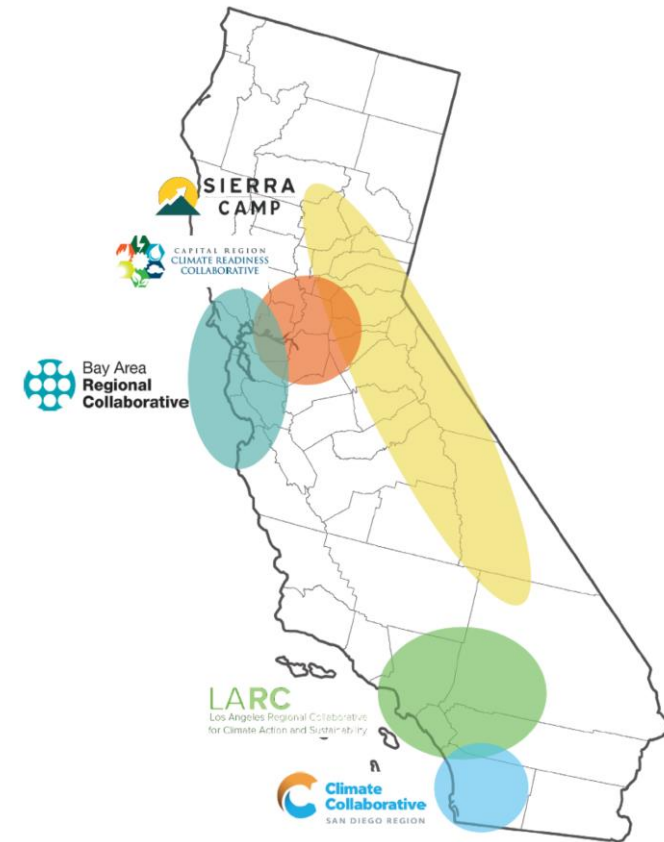 SIERRA
CAMP
CAPITAL REGION
CLIMATE READINESS
COLLABORATIVE
Bay Area
Regional
Collaborative
LARC
Los Angeles Regional Collaborative
for Climate Action and Sustainability
Climate
Collaborative
SAN DIEGO REGION